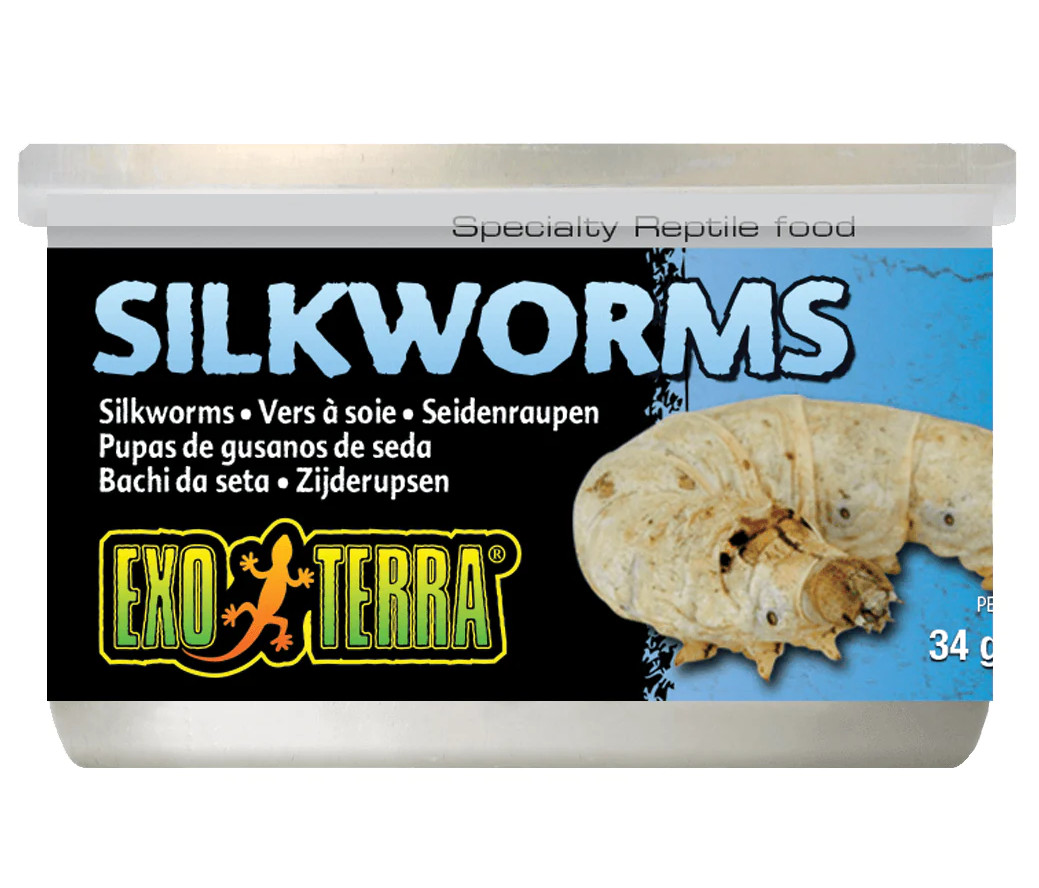 Specialty Reptile food
SILKWORMS
Silkworms • Vers à soie • Seidenraupen
Pupas de gusanos de seda
Bachi da seta • Zijderupsen
EXO TERRA®
PE
34 g